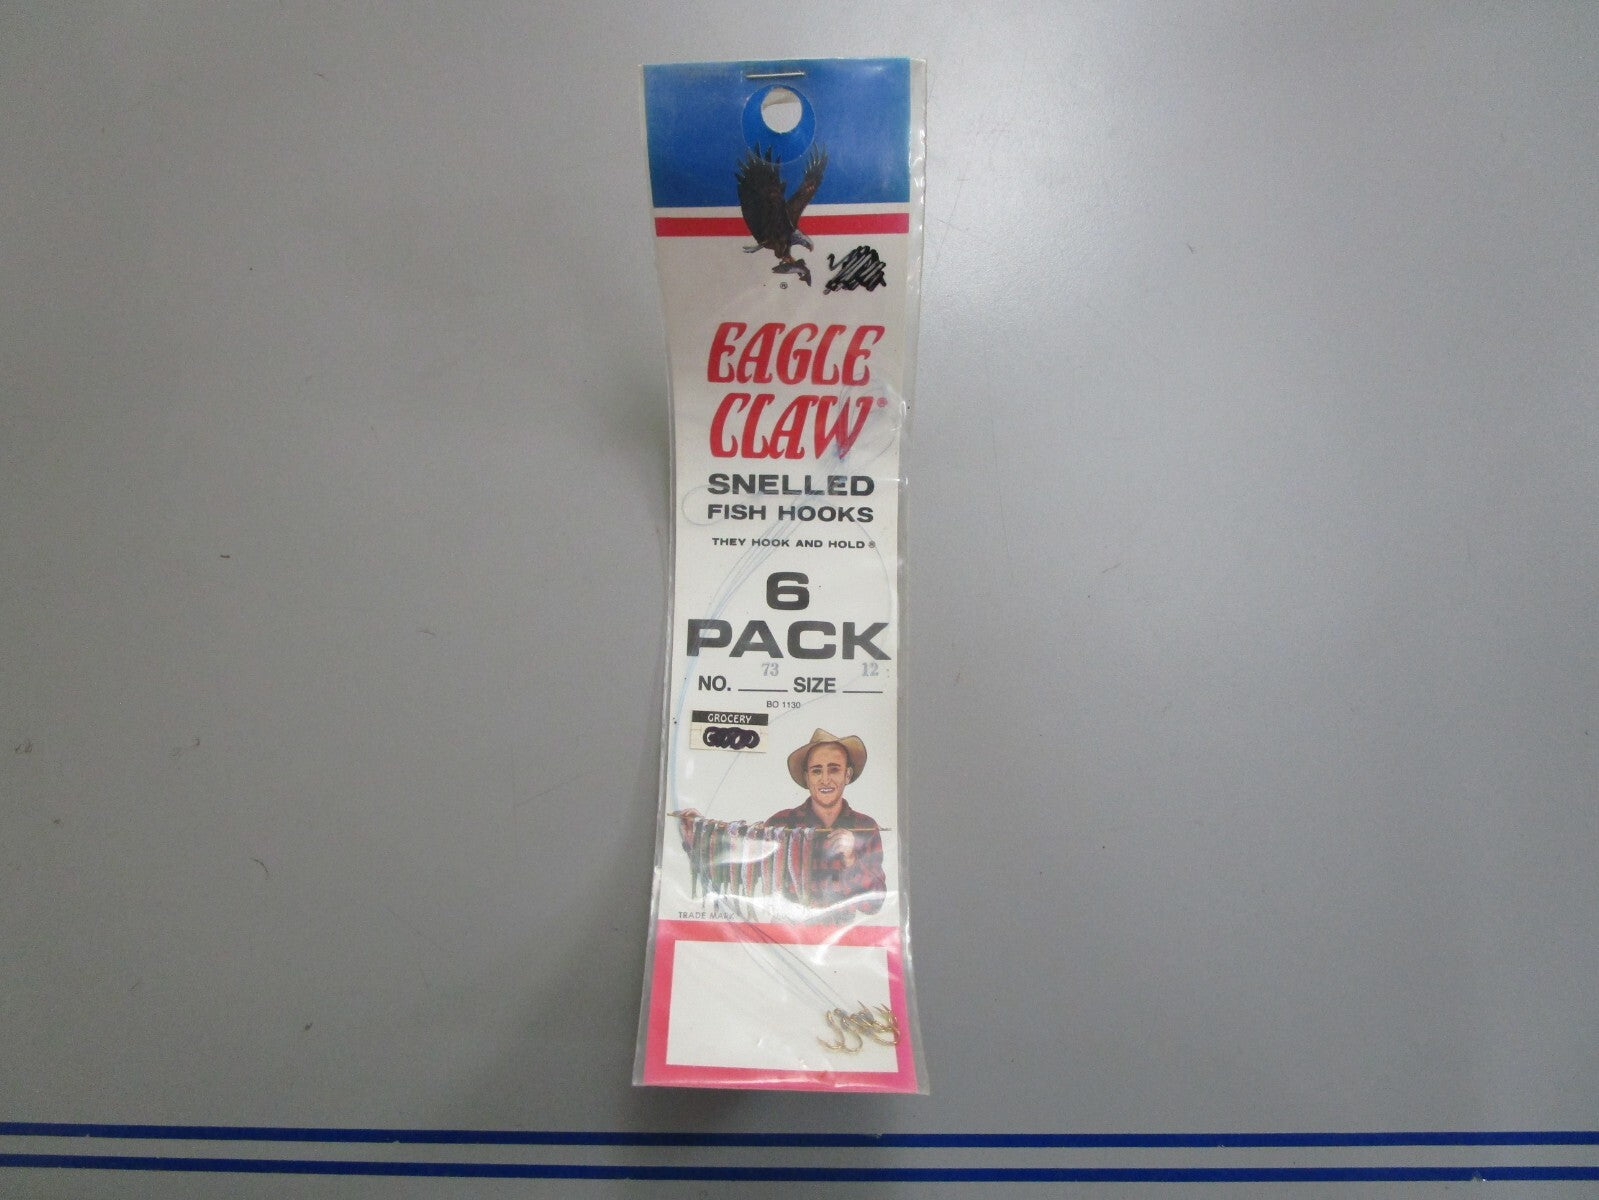 ®
EAGLE
CLAW®
SNELLED
FISH HOOKS
THEY HOOK AND HOLD®
6
PACK
NO. 73 SIZE 12
BO 1130
GROCERY
TRADE MARK